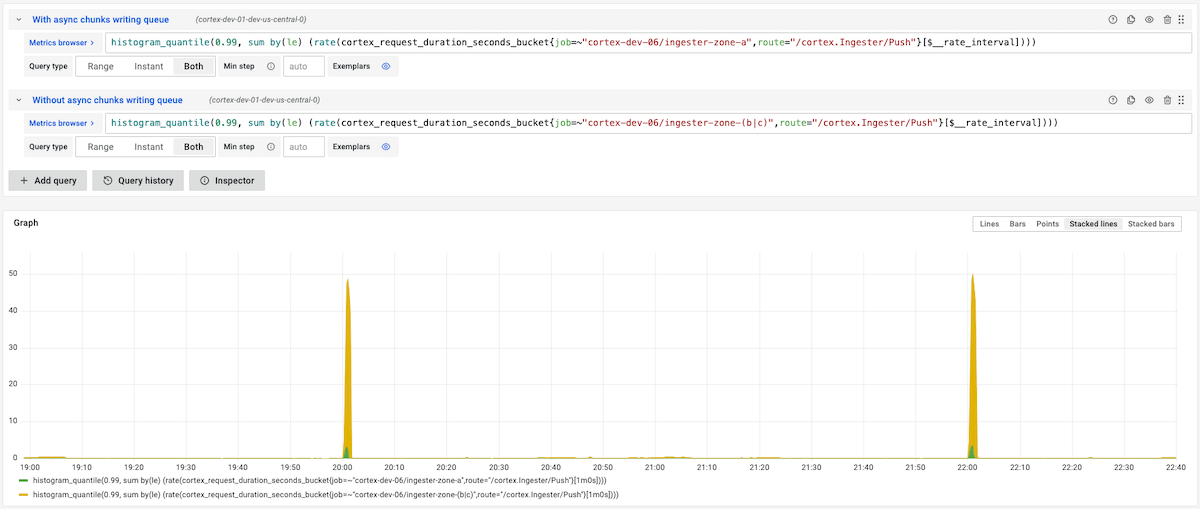 With async chunks writing queue (cortex-dev-01-dev-us-central-0)
Metrics browser > histogram_quantile(0.99, sum by(le) (rate(cortex_request_duration_seconds_bucket{job=~"cortex-dev-06/ingester-zone-a",route="/cortex.Ingester/Push"}[$__rate_interval])))
Query type Range Instant Both Min step auto Exemplars
Without async chunks writing queue (cortex-dev-01-dev-us-central-0)
Metrics browser > histogram_quantile(0.99, sum by(le) (rate(cortex_request_duration_seconds_bucket{job=~"cortex-dev-06/ingester-zone-(b|c)",route="/cortex.Ingester/Push"}[$__rate_interval])))
Query type Range Instant Both Min step auto Exemplars
+ Add query Query history Inspector
Graph Lines Bars Points Stacked lines Stacked bars
50
40
30
20
10
0
19:00 19:10 19:20 19:30 19:40 19:50 20:00 20:10 20:20 20:30 20:40 20:50 21:00 21:10 21:20 21:30 21:40 21:50 22:00 22:10 22:20 22:30 22:40
histogram_quantile(0.99, sum by(le) (rate(cortex_request_duration_seconds_bucket{job=~"cortex-dev-06/ingester-zone-a",route="/cortex.Ingester/Push"}[1m0s])))
histogram_quantile(0.99, sum by(le) (rate(cortex_request_duration_seconds_bucket{job=~"cortex-dev-06/ingester-zone-(b|c)",route="/cortex.Ingester/Push"}[1m0s])))